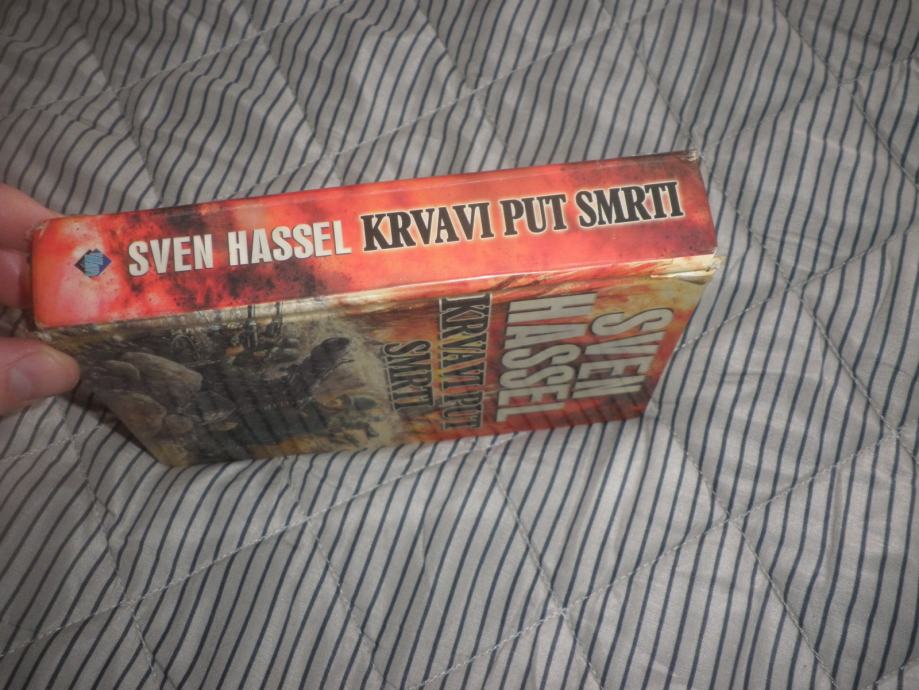 SVEN HASSEL KRVAVI PUT SMRTI
SVEN
HASSEL
KRVAVI PUT
SMRTI